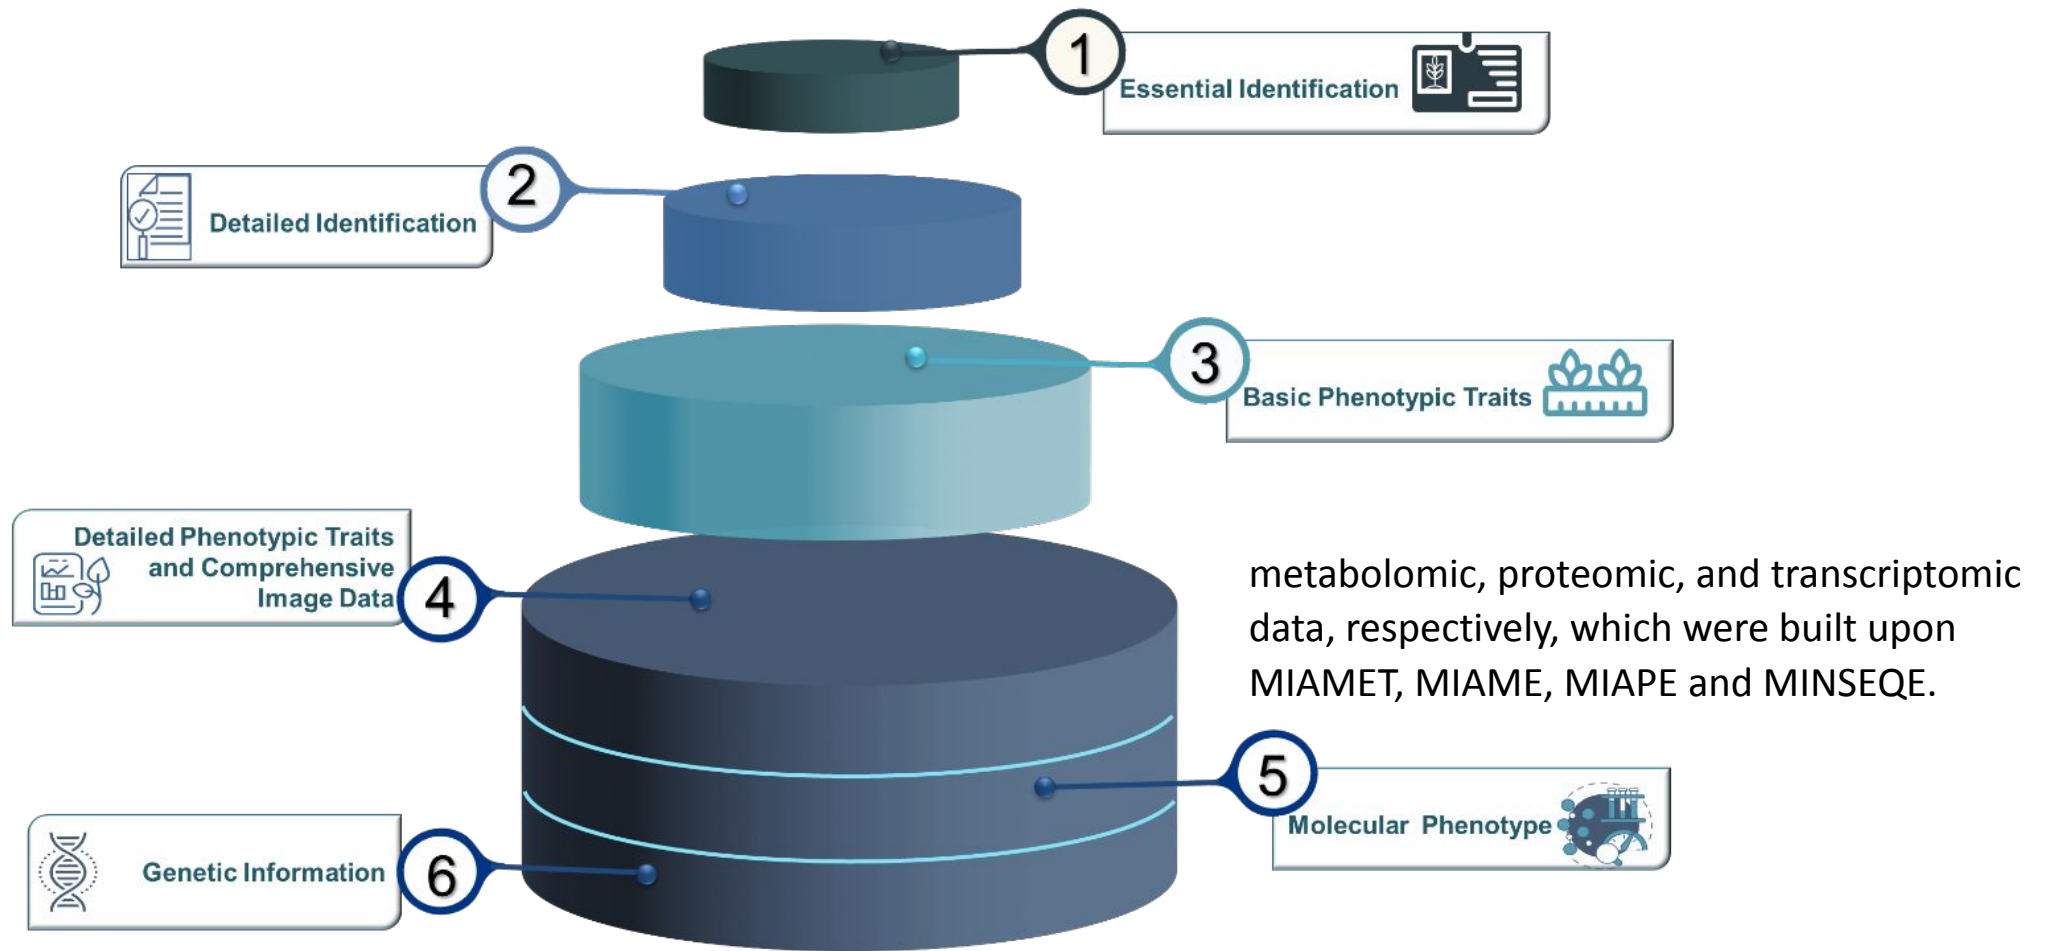 1
Essential Identification
2
Detailed Identification
3
Basic Phenotypic Traits
Detailed Phenotypic Traits
and Comprehensive
Image Data
4
metabolomic, proteomic, and transcriptomic
data, respectively, which were built upon
MIAMET, MIAME, MIAPE and MINSEQE.
5
Molecular Phenotype
Genetic Information
6